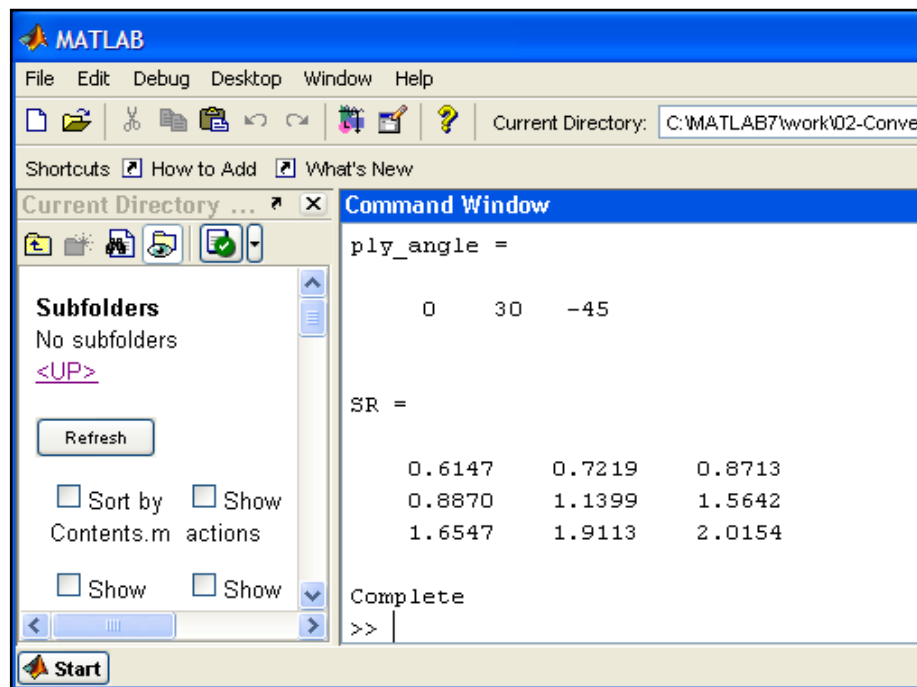 MATLAB
File Edit Debug Desktop Window Help
Current Directory: C:\MATLAB7\work\02-Conve
Shortcuts How to Add What's New
Current Directory ...
Subfolders
No subfolders
<UP>
Refresh
Sort by Show
Contents.m actions
Show Show
Command Window
ply_angle =
0 30 -45
SR =
0.6147 0.7219 0.8713
0.8870 1.1399 1.5642
1.6547 1.9113 2.0154
Complete
>>
Start